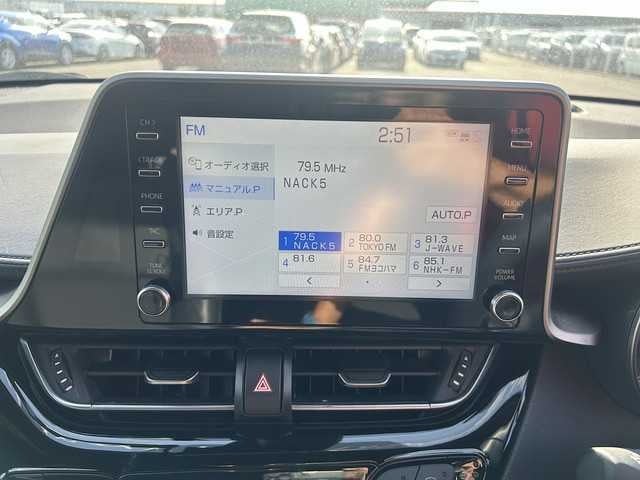 CH >
< TRACK
PHONE
TUNE
SCROLL
FM
2:51
オーディオ選択
マニュアル.P
エリア.P
音設定
79.5 MHz
NACK5
AUTO.P
1 79.5 NACK5
2 80.0 TOKYO FM
3 81.3 J-WAVE
4 81.6
5 84.7 FMヨコハマ
6 85.1 NHK-FM
<
>
HOME
MENU
AUDIO
MAP
POWER
VOLUME